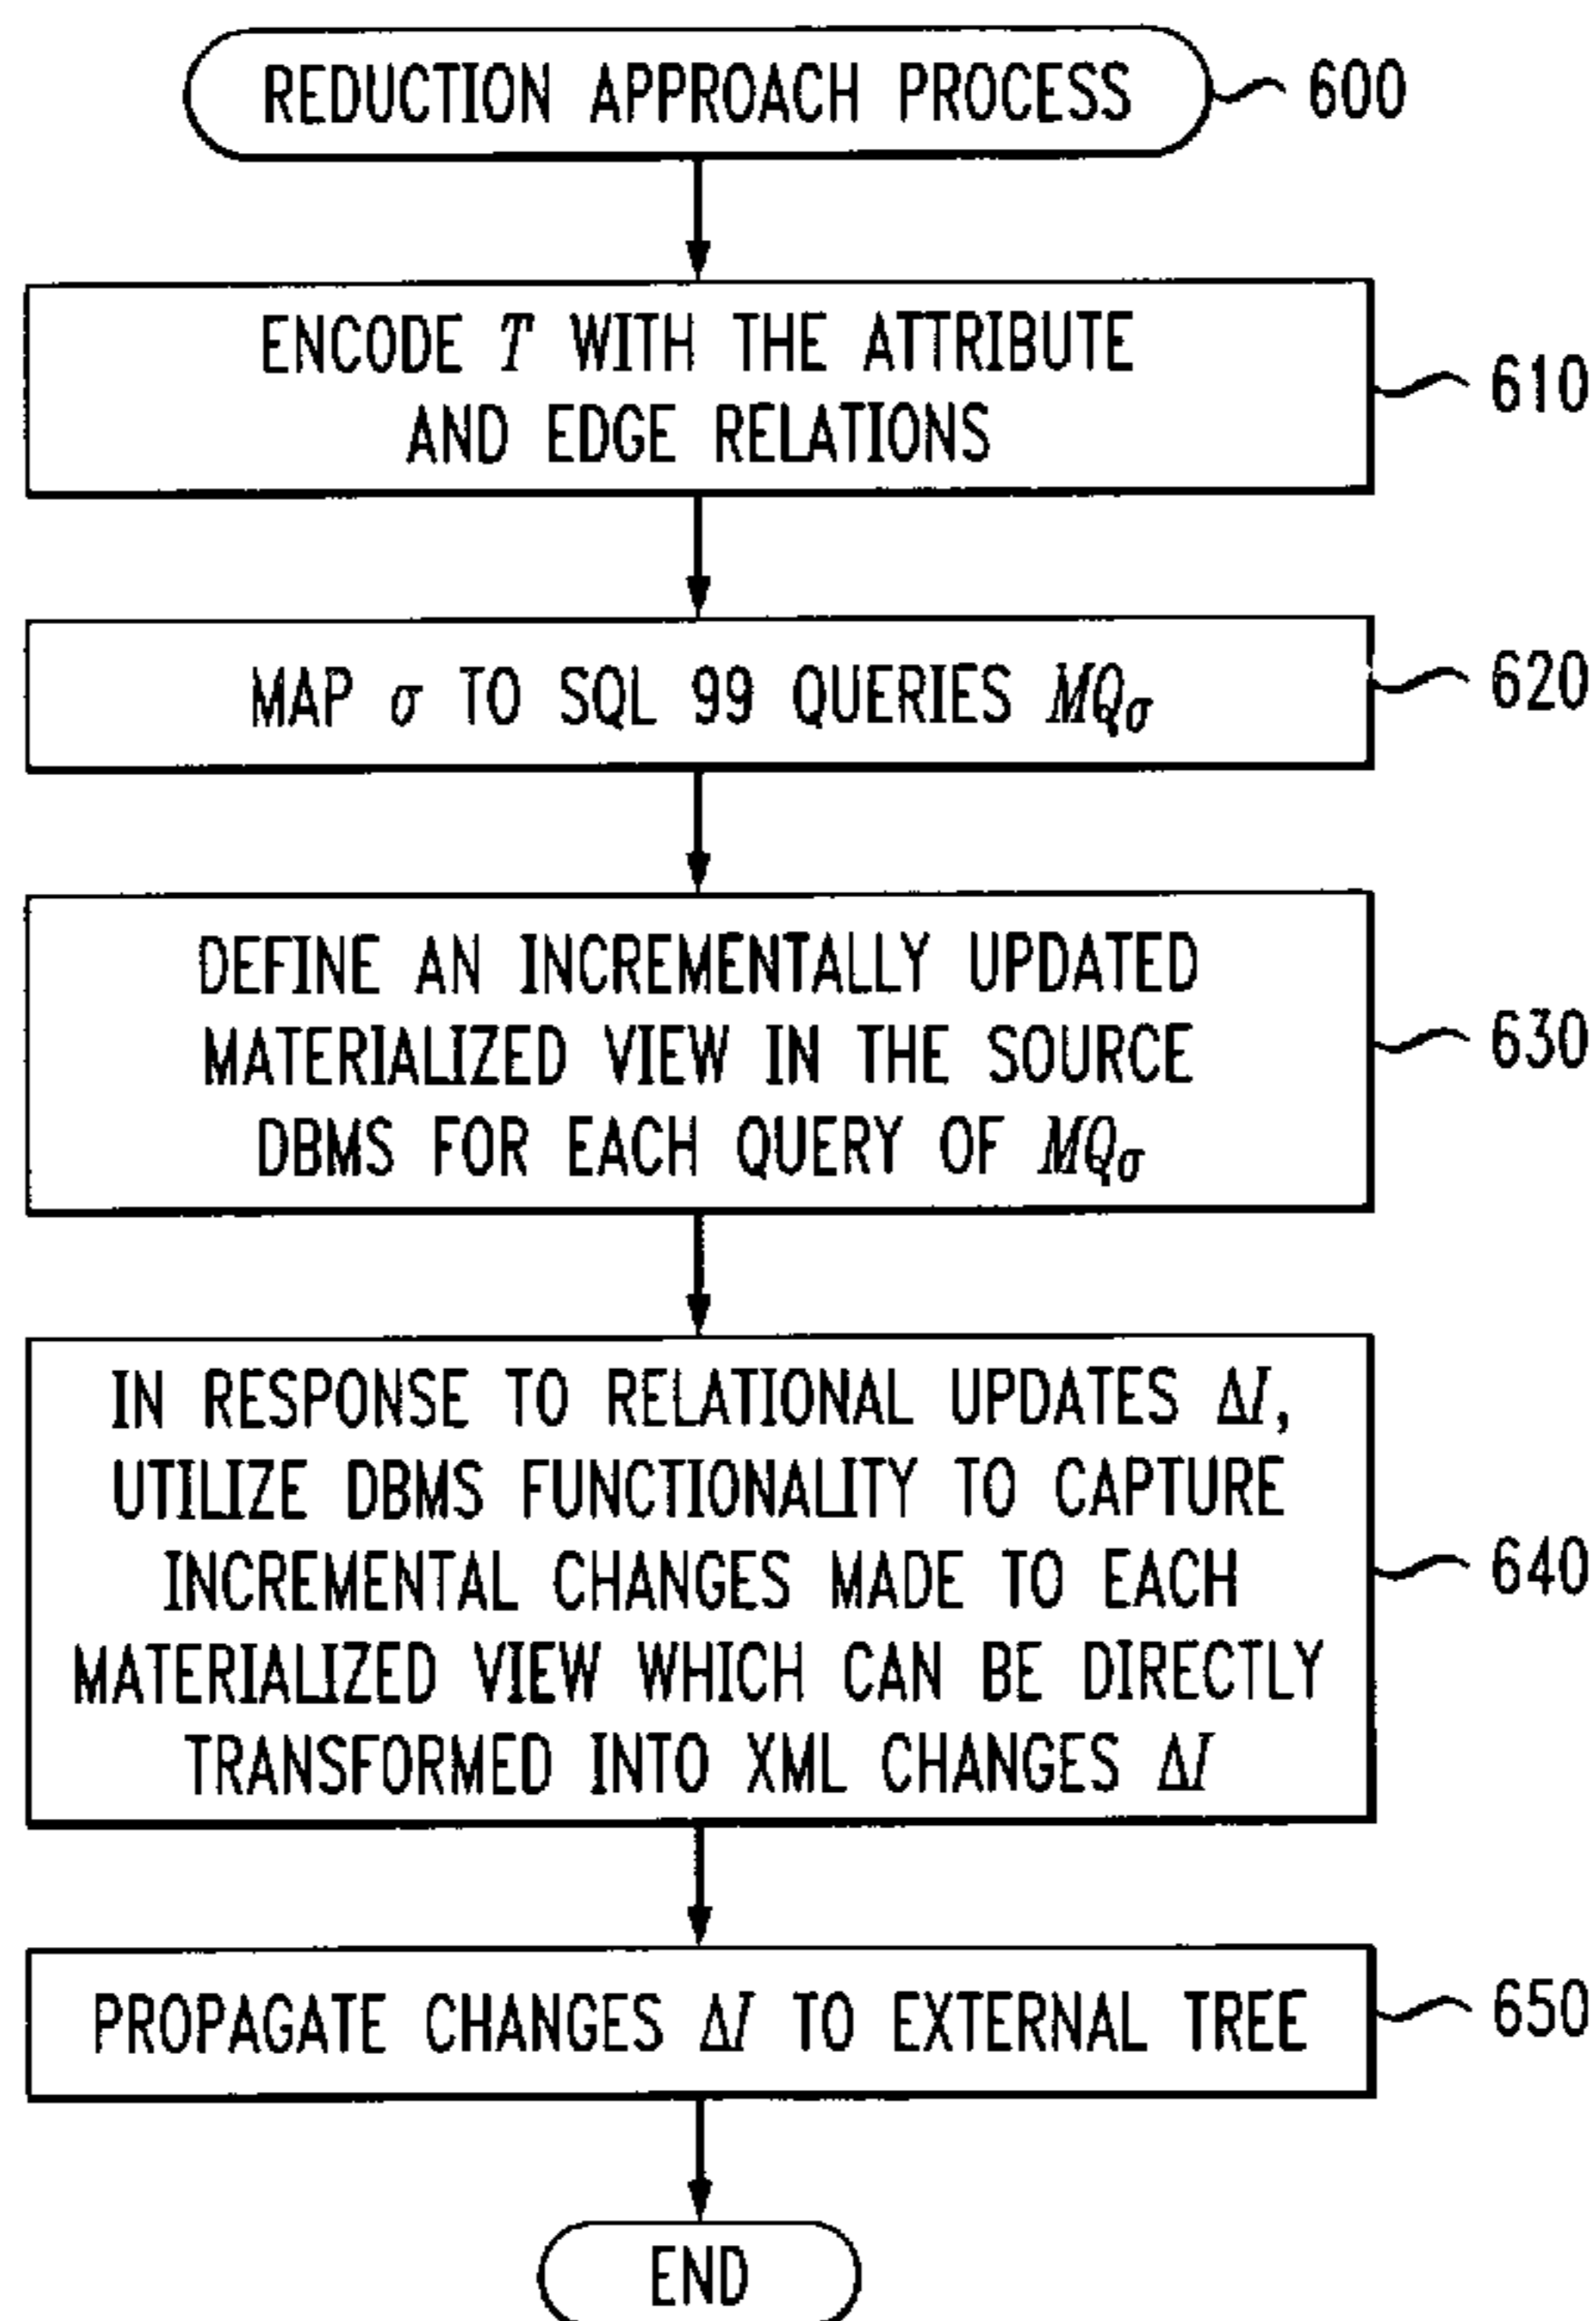 REDUCTION APPROACH PROCESS
600
ENCODE T WITH THE ATTRIBUTE
AND EDGE RELATIONS
610
MAP σ TO SQL 99 QUERIES MQσ
620
DEFINE AN INCREMENTALLY UPDATED
MATERIALIZED VIEW IN THE SOURCE
DBMS FOR EACH QUERY OF MQσ
630
IN RESPONSE TO RELATIONAL UPDATES ΔI,
UTILIZE DBMS FUNCTIONALITY TO CAPTURE
INCREMENTAL CHANGES MADE TO EACH
MATERIALIZED VIEW WHICH CAN BE DIRECTLY
TRANSFORMED INTO XML CHANGES ΔI
640
PROPAGATE CHANGES ΔI TO EXTERNAL TREE
650
END